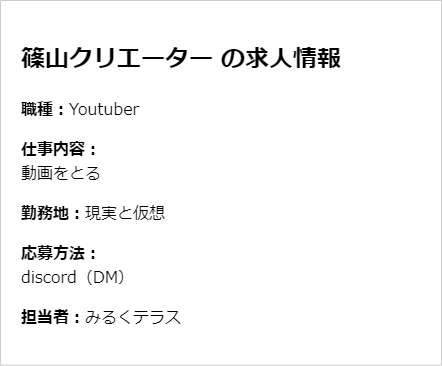 篠山クリエーター の求人情報
職種：Youtuber
仕事内容：
動画をとる
勤務地：現実と仮想
応募方法：
discord（DM）
担当者：みるくテラス